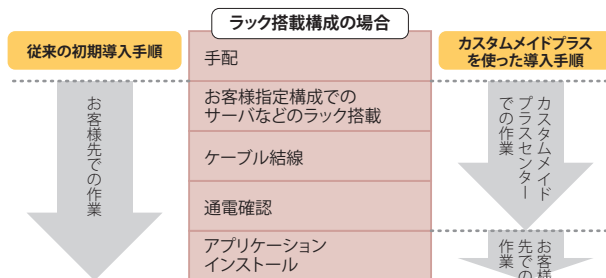 ラック搭載構成の場合
従来の初期導入手順
カスタムメイドプラス
を使った導入手順
手配
お客様指定構成での
サーバなどのラック搭載
ケーブル結線
通電確認
アプリケーション
インストール
お客様先での作業
カスタムメイド
プラスセンター
での作業
お客様
先での
作業